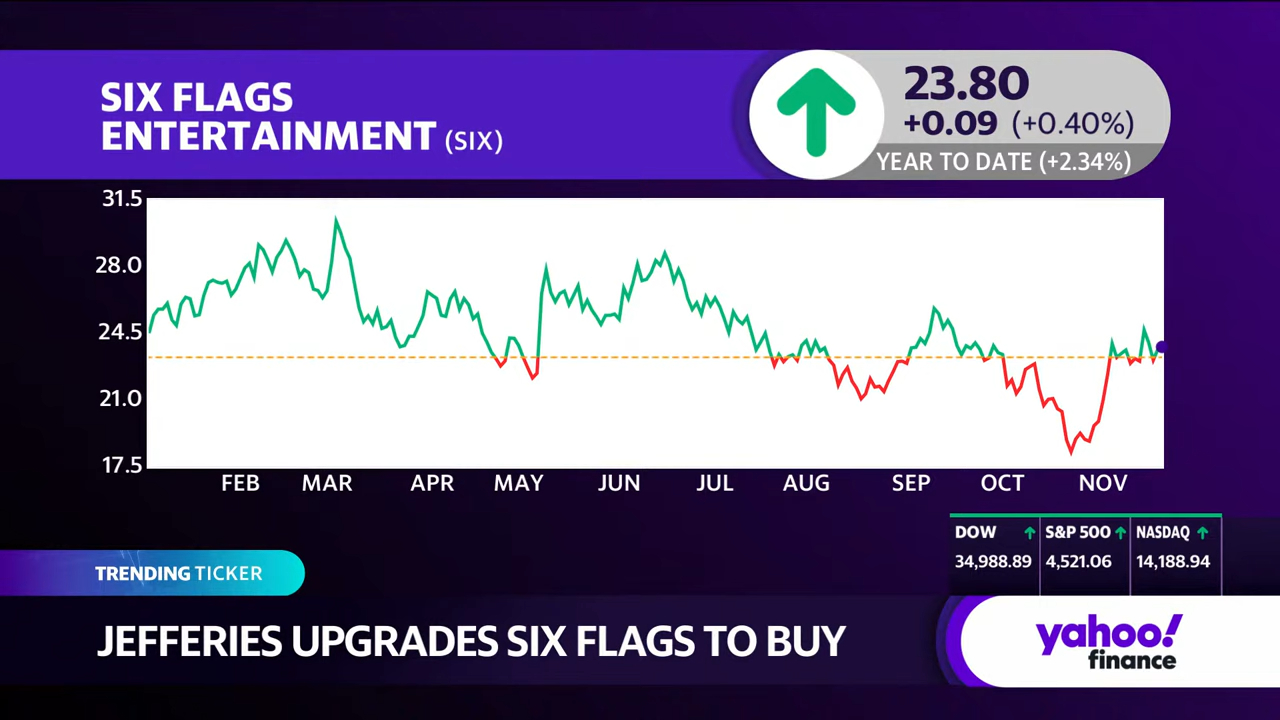 SIX FLAGS
ENTERTAINMENT (SIX)
23.80
+0.09 (+0.40%)
YEAR TO DATE (+2.34%)
31.5
28.0
24.5
21.0
17.5
FEB MAR APR MAY JUN JUL AUG SEP OCT NOV
DOW S&P 500 NASDAQ
34,988.89 4,521.06 14,188.94
TRENDING TICKER
JEFFERIES UPGRADES SIX FLAGS TO BUY
yahoo!
finance